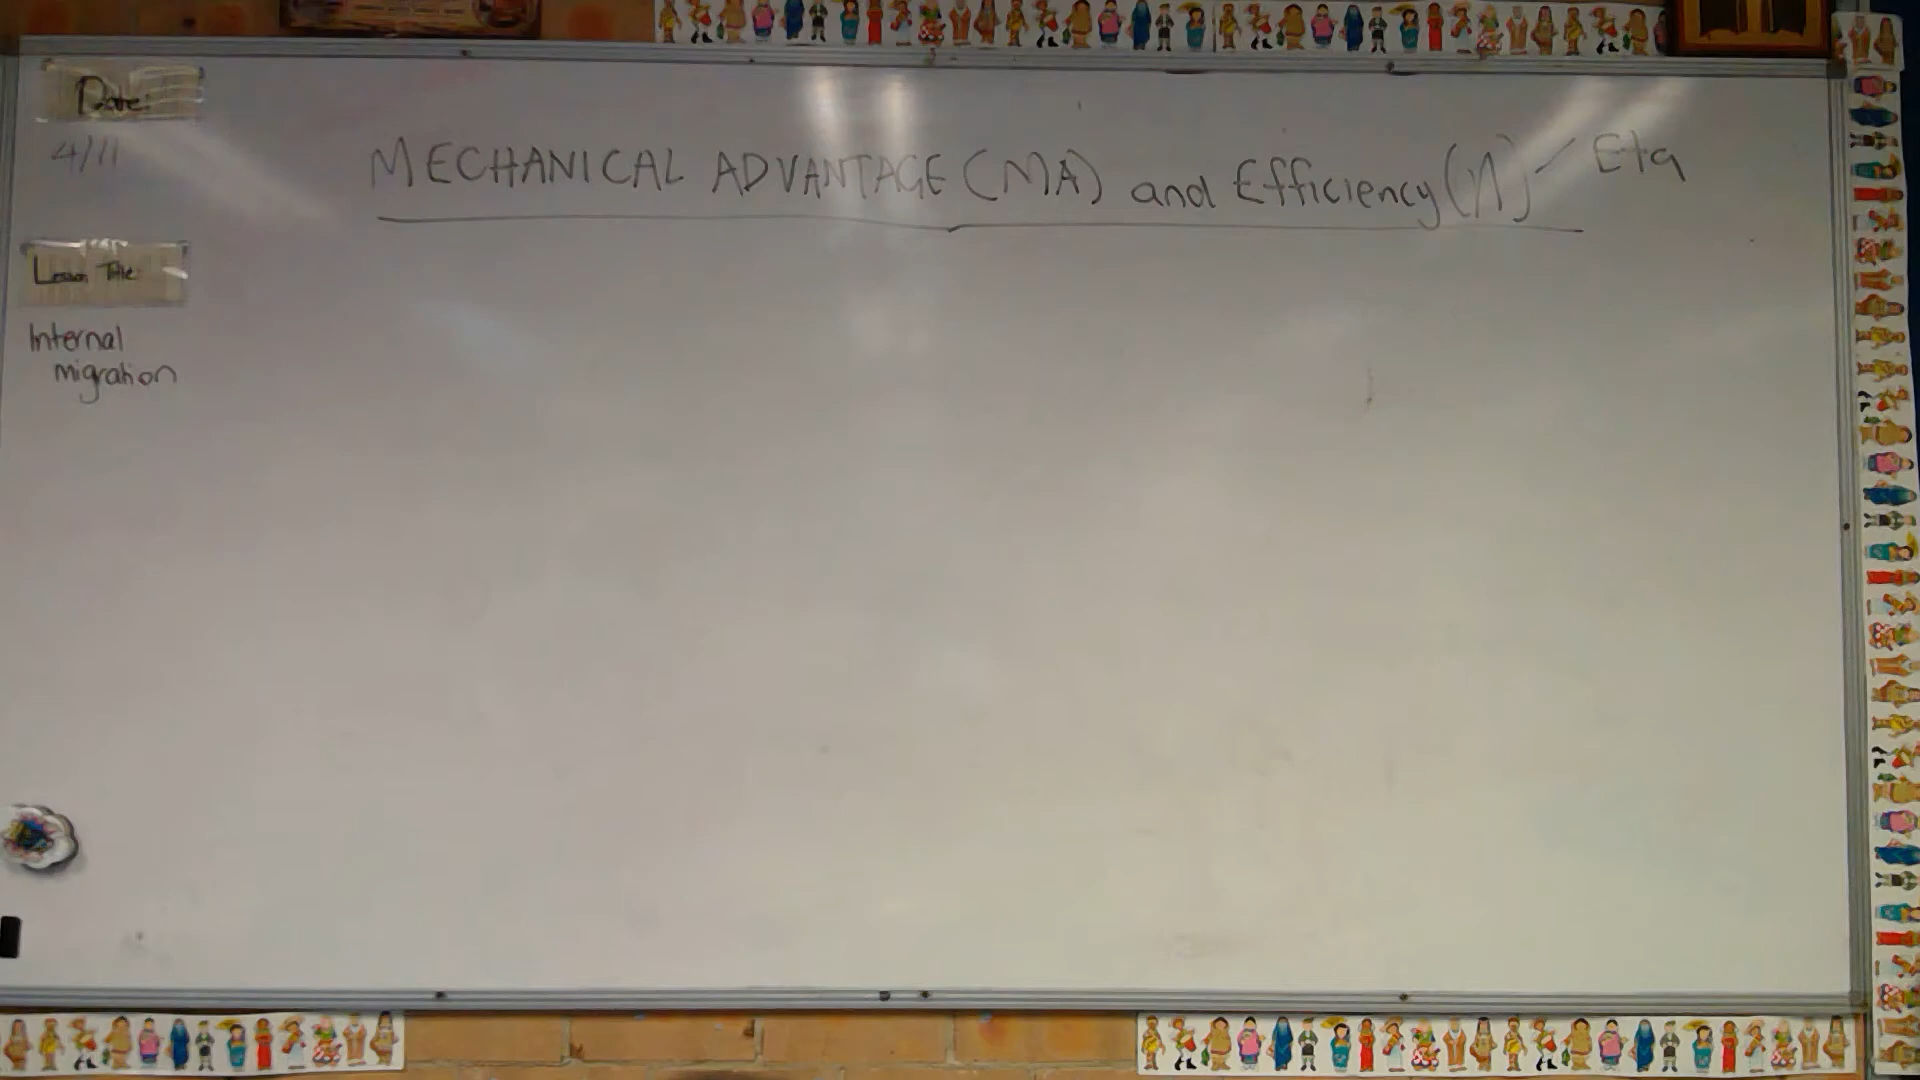 Date:
4/11
MECHANICAL ADVANTAGE (MA) and Efficiency (η) - Eta
Lesson Title:
Internal
migration